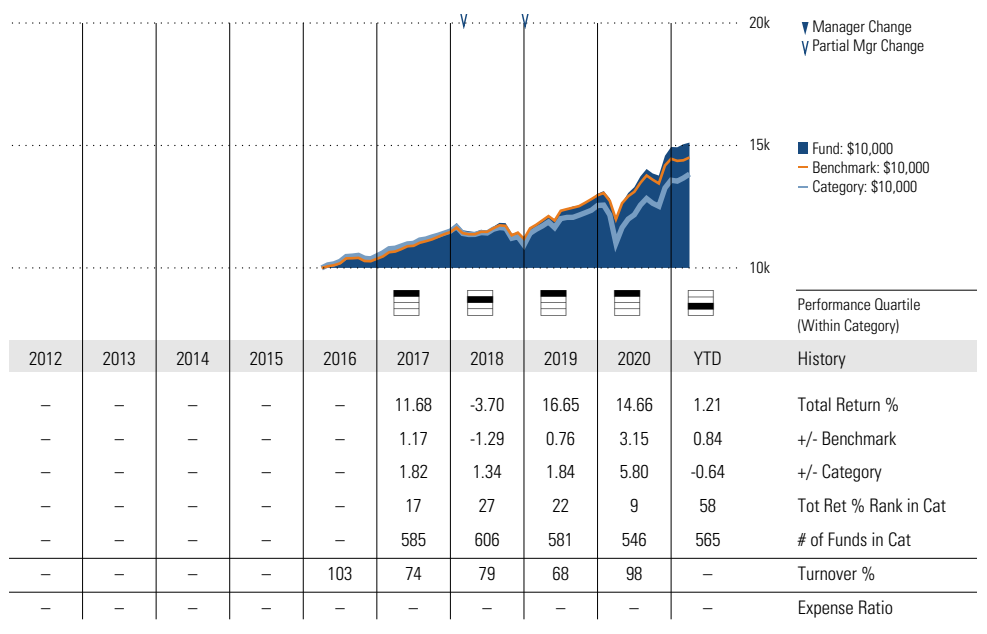 20k
▼ Manager Change
∨ Partial Mgr Change
15k
Fund: $10,000
Benchmark: $10,000
Category: $10,000
10k
Performance Quartile
(Within Category)
2012 2013 2014 2015 2016 2017 2018 2019 2020 YTD History
– – – – – 11.68 -3.70 16.65 14.66 1.21 Total Return %
– – – – – 1.17 -1.29 0.76 3.15 0.84 +/- Benchmark
– – – – – 1.82 1.34 1.84 5.80 -0.64 +/- Category
– – – – – 17 27 22 9 58 Tot Ret % Rank in Cat
– – – – – 585 606 581 546 565 # of Funds in Cat
– – – – 103 74 79 68 98 – Turnover %
– – – – – – – – – – Expense Ratio